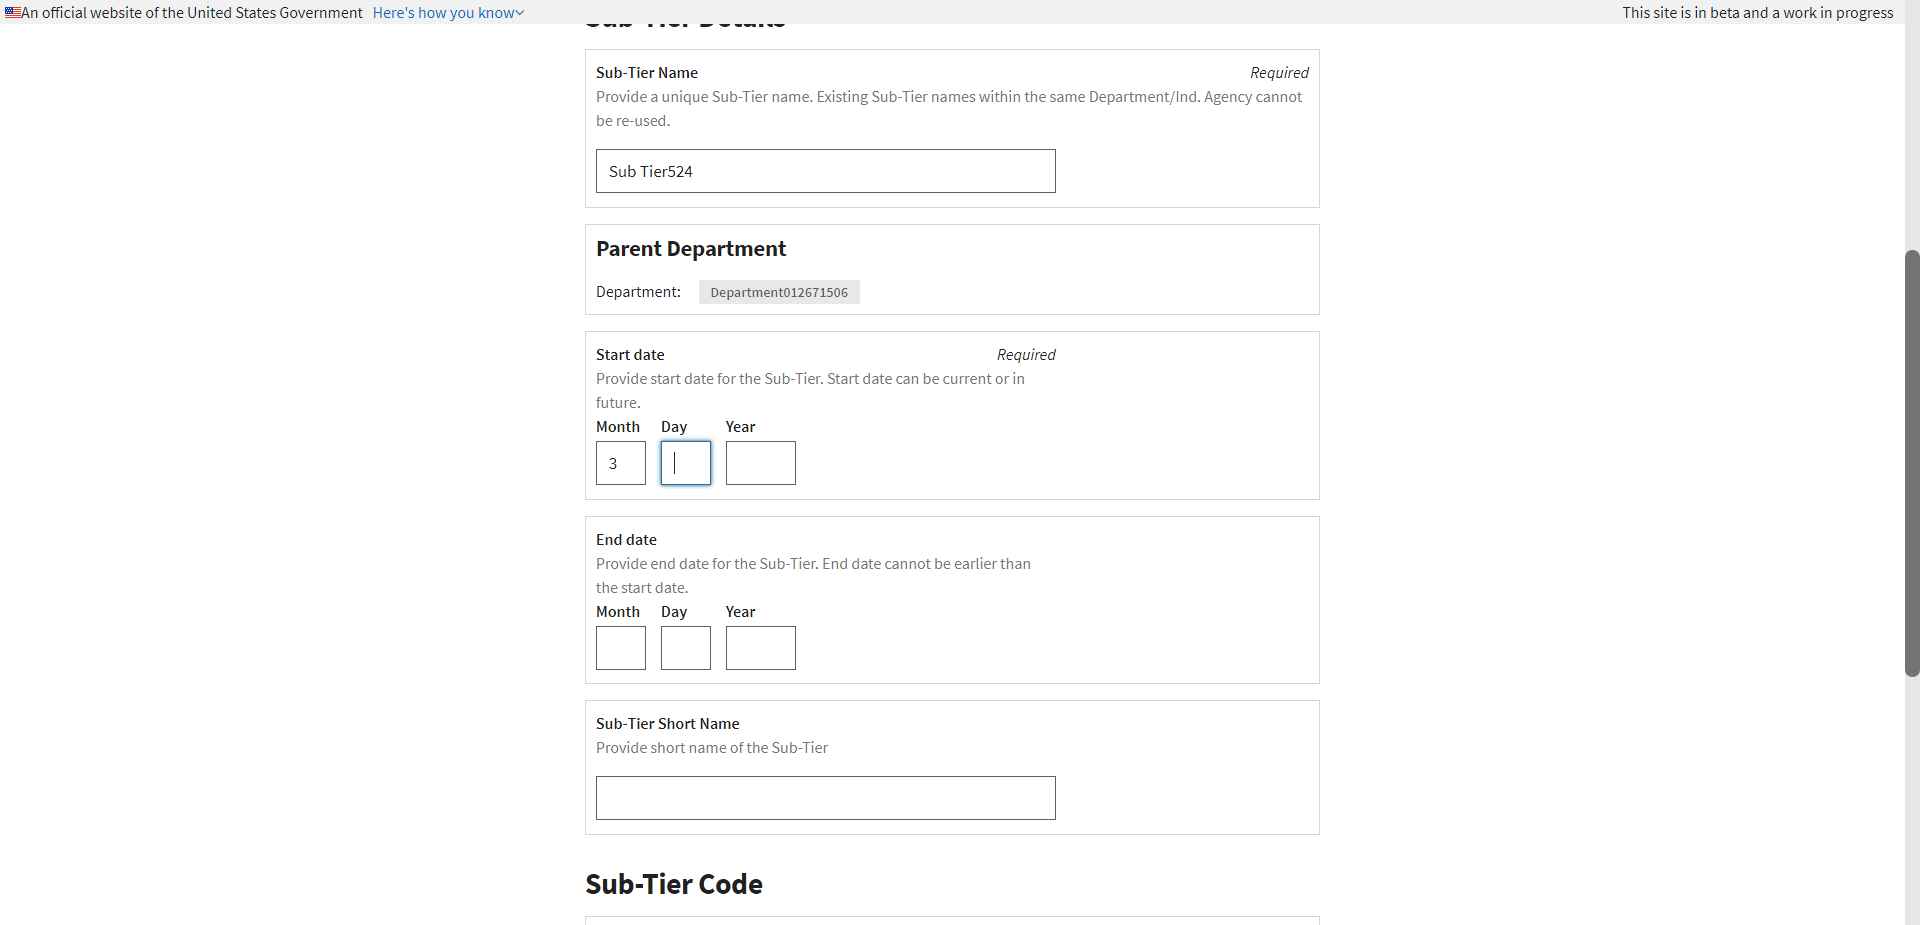 An official website of the United States Government Here's how you know
This site is in beta and a work in progress
Sub-Tier Details
Sub-Tier Name Required
Provide a unique Sub-Tier name. Existing Sub-Tier names within the same Department/Ind. Agency cannot
be re-used.
Sub Tier524
Parent Department
Department: Department012671506
Start date Required
Provide start date for the Sub-Tier. Start date can be current or in
future.
Month Day Year
3
End date
Provide end date for the Sub-Tier. End date cannot be earlier than
the start date.
Month Day Year
Sub-Tier Short Name
Provide short name of the Sub-Tier
Sub-Tier Code